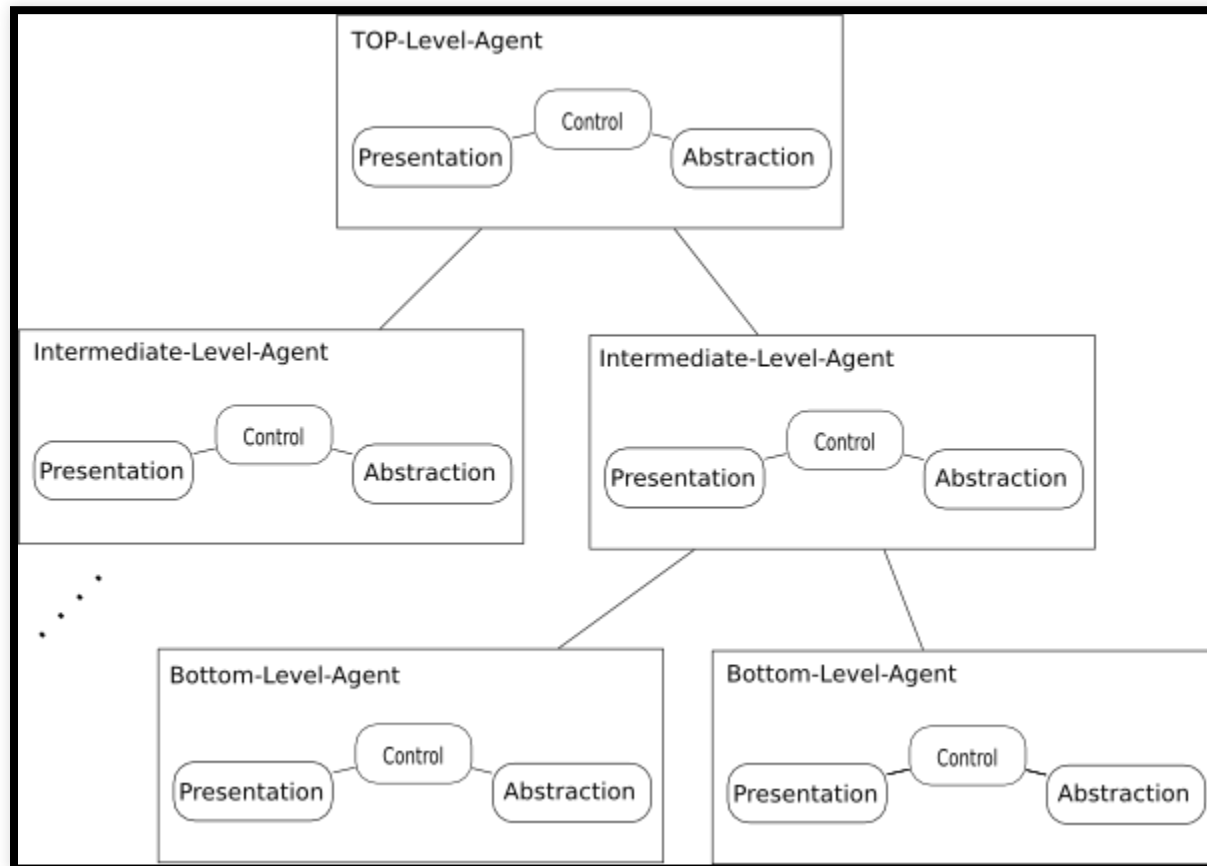 TOP-Level-Agent
Control
Presentation
Abstraction
Intermediate-Level-Agent
Control
Presentation
Abstraction
Intermediate-Level-Agent
Control
Presentation
Abstraction
Bottom-Level-Agent
Control
Presentation
Abstraction
Bottom-Level-Agent
Control
Presentation
Abstraction